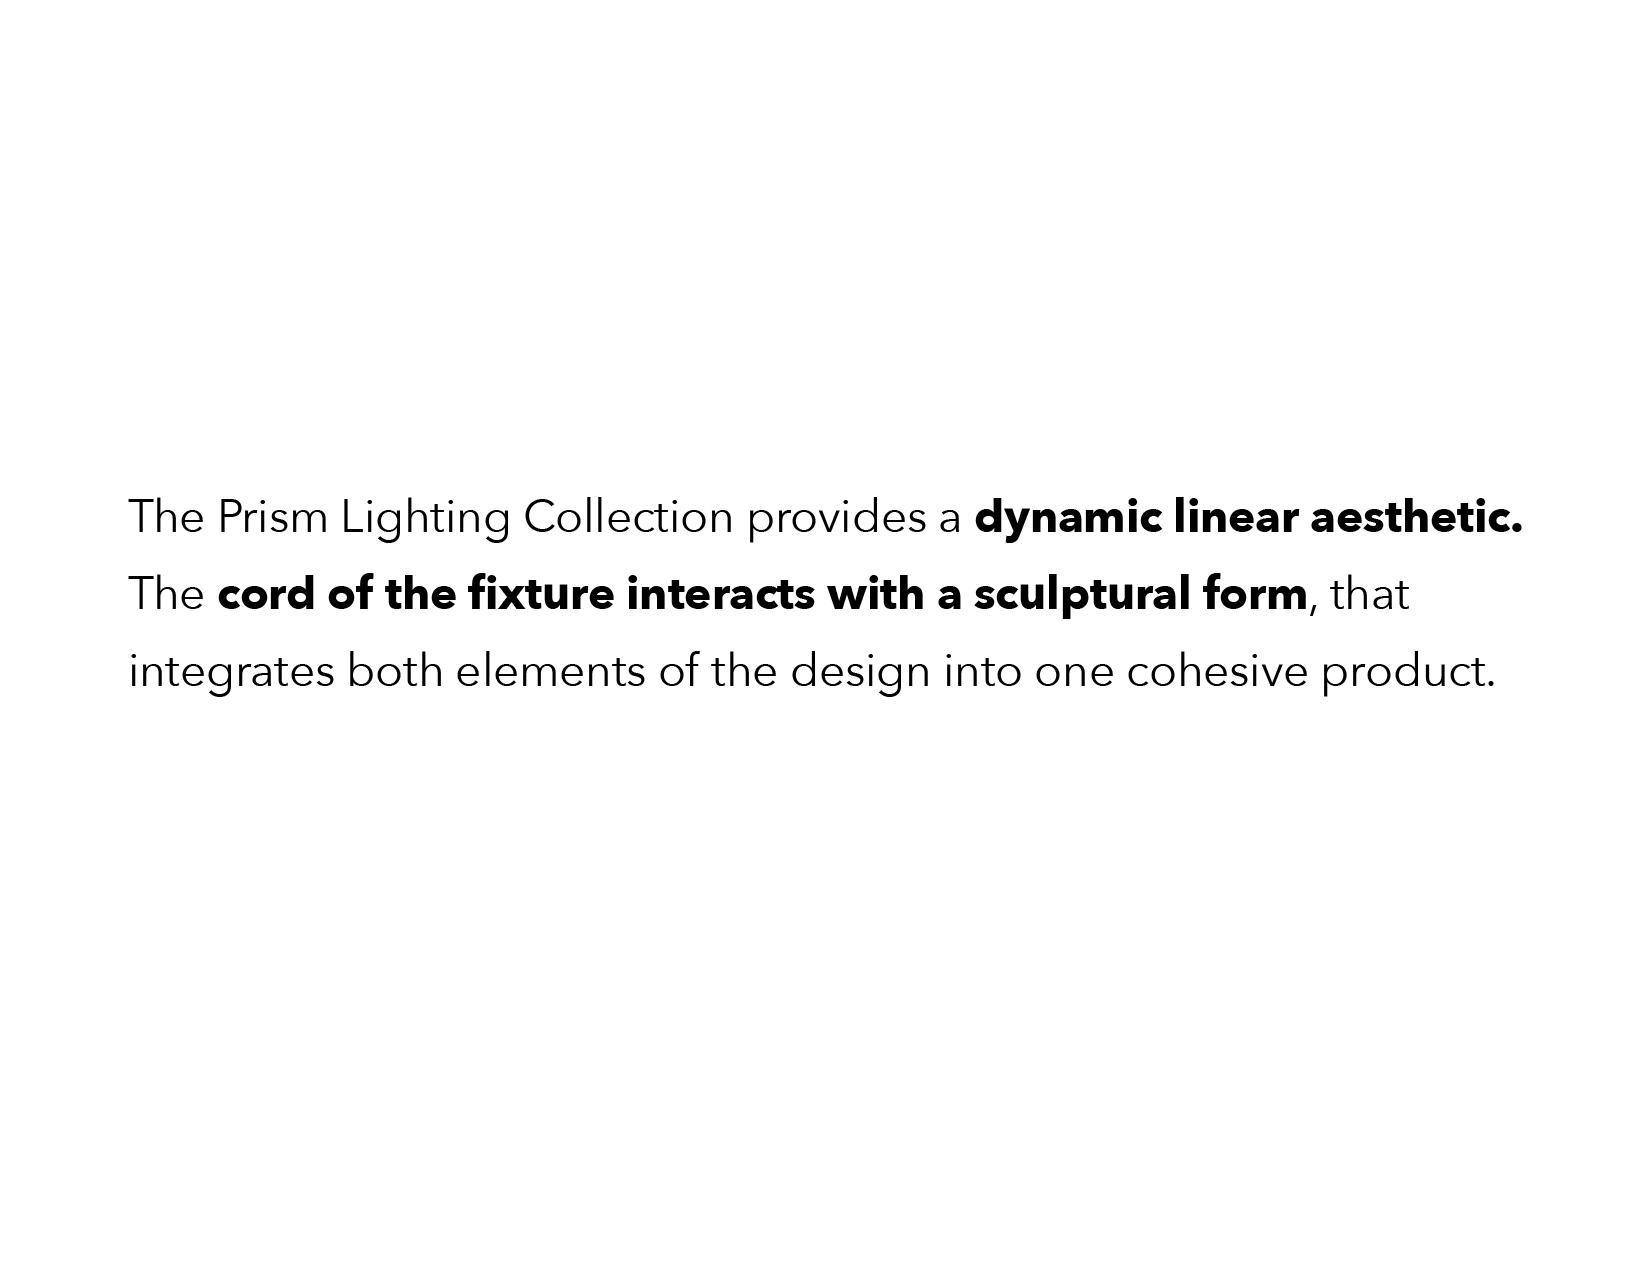 The Prism Lighting Collection provides a dynamic linear aesthetic.
The cord of the fixture interacts with a sculptural form, that
integrates both elements of the design into one cohesive product.